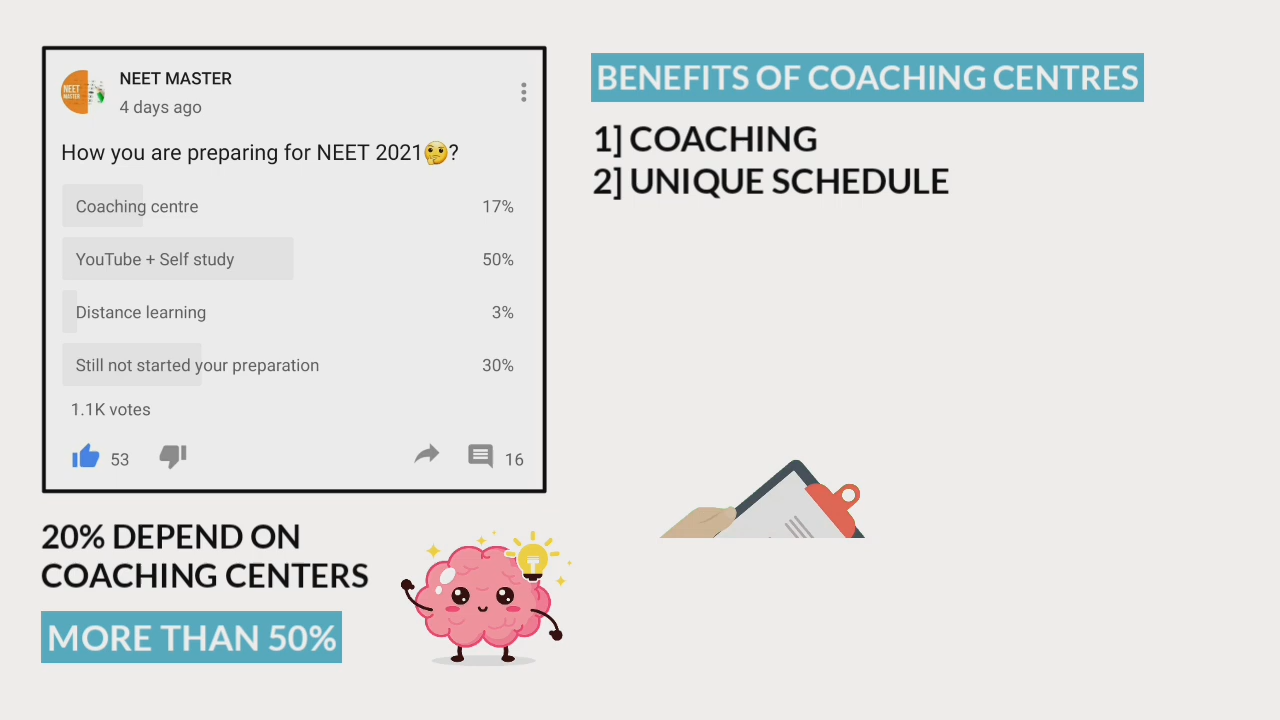 NEET MASTER
NEET
MASTER
4 days ago
How you are preparing for NEET 2021🤔?
Coaching centre 17%
YouTube + Self study 50%
Distance learning 3%
Still not started your preparation 30%
1.1K votes
53 16
20% DEPEND ON
COACHING CENTERS
MORE THAN 50%
BENEFITS OF COACHING CENTRES
1] COACHING
2] UNIQUE SCHEDULE